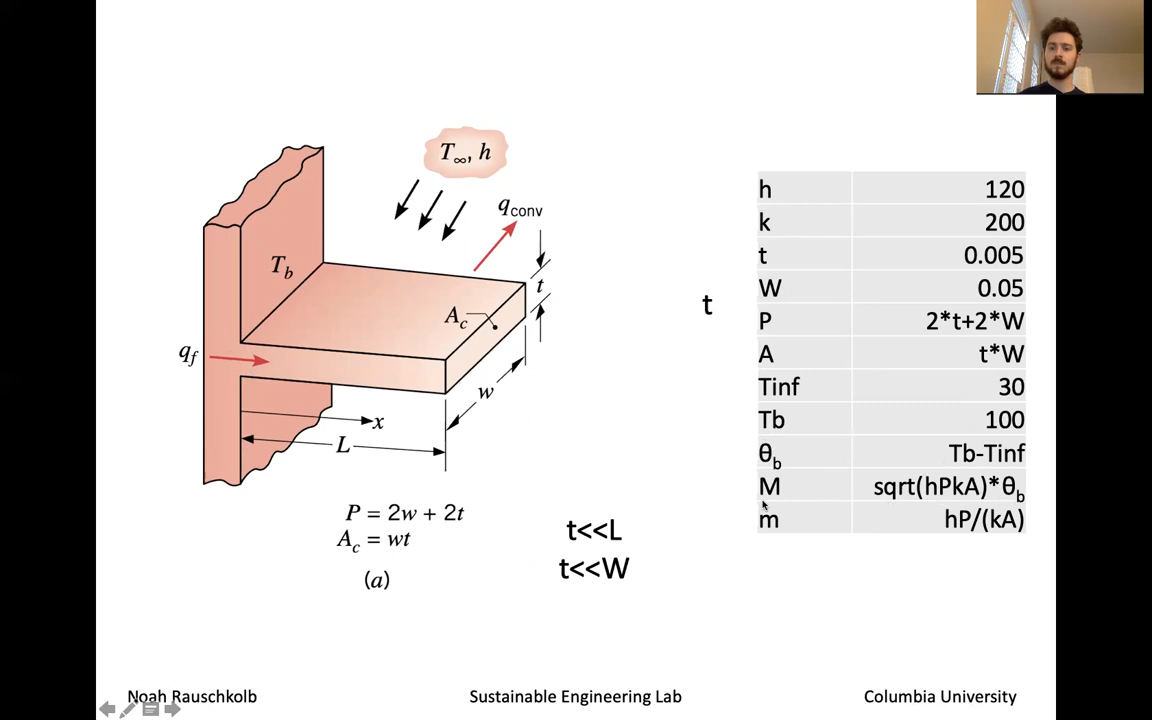 T∞, h
qconv
Tb
t
Ac
qf
w
x
L
P = 2w + 2t
Ac = wt
(a)
t<<L
t<<W
t
h 120
k 200
t 0.005
W 0.05
P 2*t+2*W
A t*W
Tinf 30
Tb 100
θb Tb-Tinf
M sqrt(hPkA)*θb
m hP/(kA)
Noah Rauschkolb Sustainable Engineering Lab Columbia University